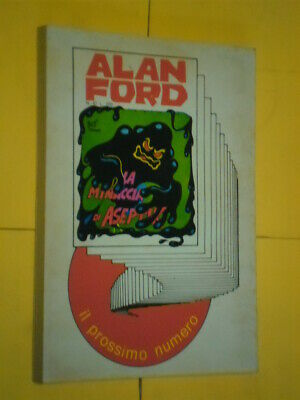 ALAN
FORD
LA
MINACCIA
DI
il prossimo numero